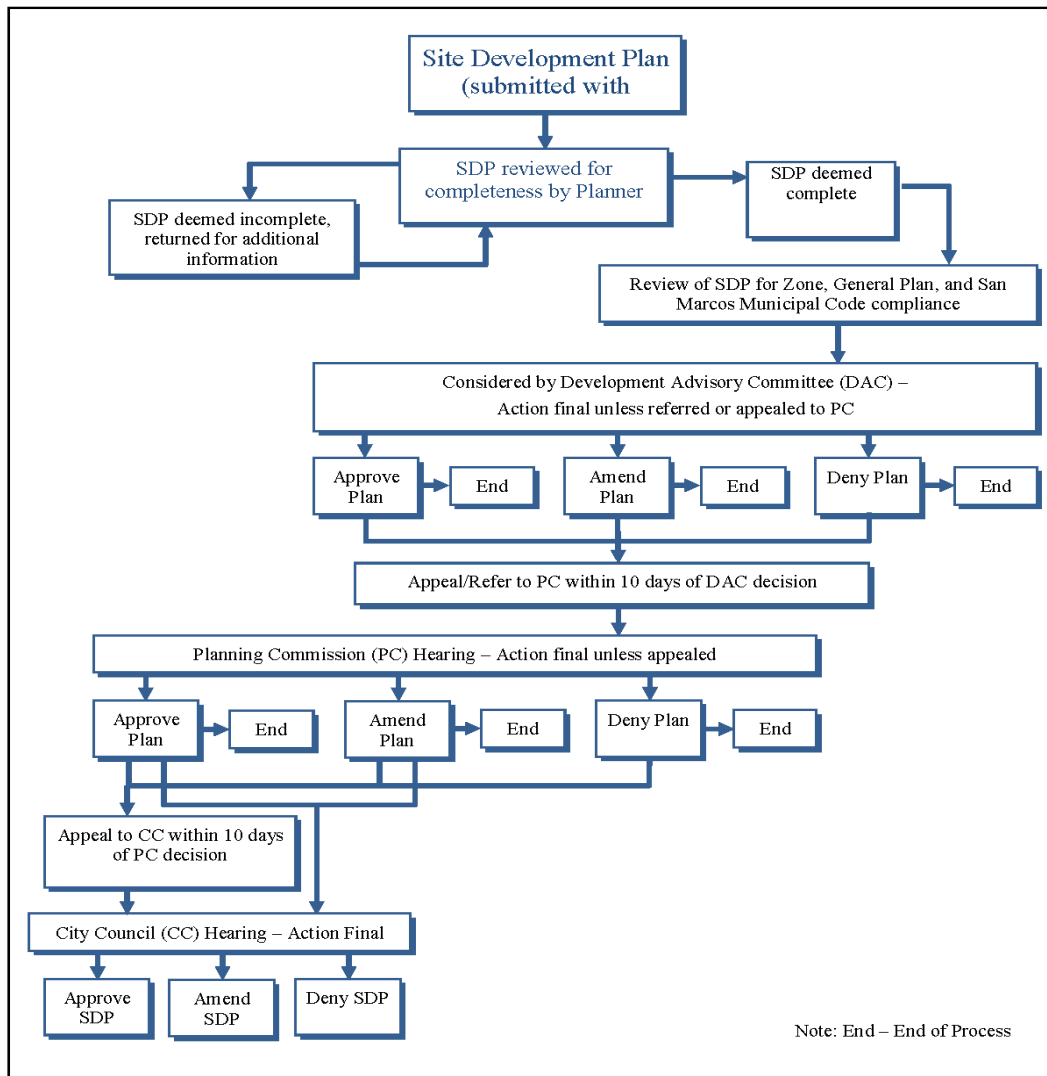 Site Development Plan
(submitted with
SDP reviewed for
completeness by Planner
SDP deemed
complete
SDP deemed incomplete,
returned for additional
information
Review of SDP for Zone, General Plan, and San
Marcos Municipal Code compliance
Considered by Development Advisory Committee (DAC) –
Action final unless referred or appealed to PC
Approve
Plan
End
Amend
Plan
End
Deny Plan
End
Appeal/Refer to PC within 10 days of DAC decision
Planning Commission (PC) Hearing – Action final unless appealed
Approve
Plan
End
Amend
Plan
End
Deny Plan
End
Appeal to CC within 10 days
of PC decision
City Council (CC) Hearing – Action Final
Approve
SDP
Amend
SDP
Deny SDP
Note: End – End of Process